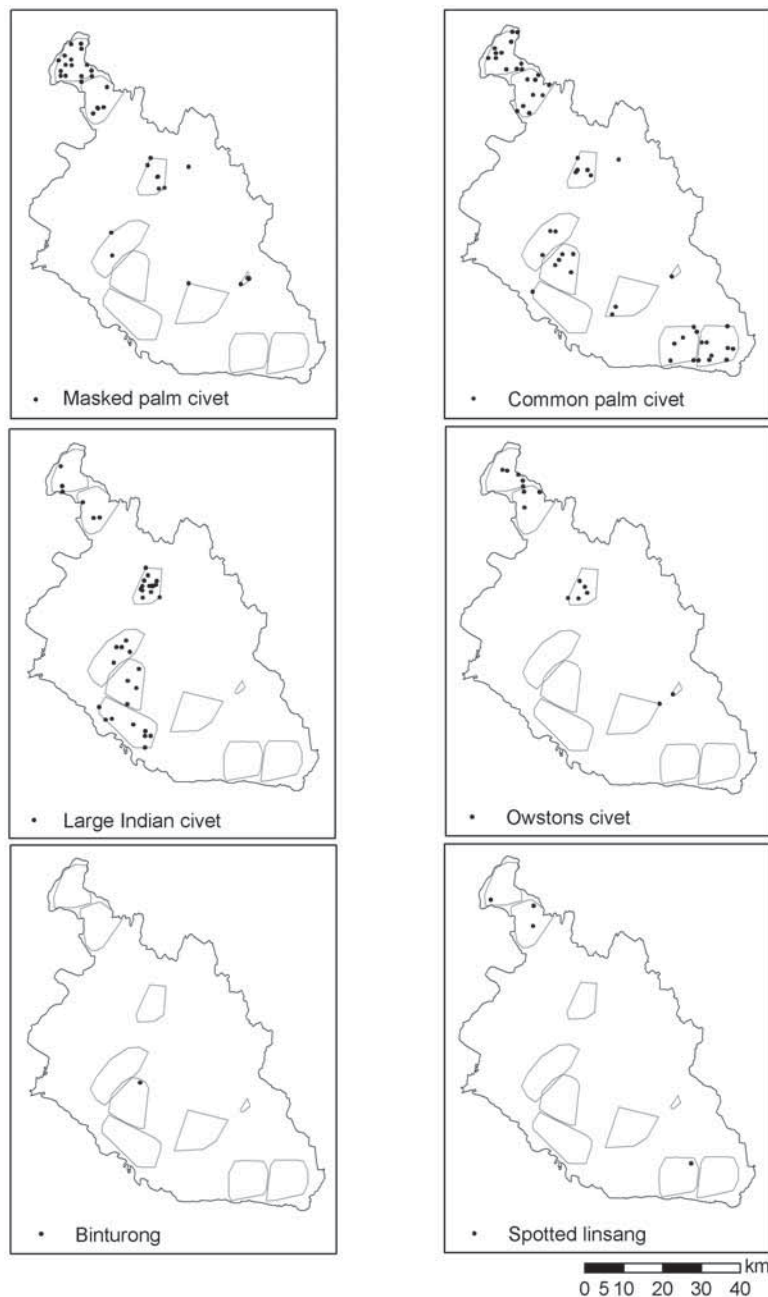 Masked palm civet
Common palm civet
Large Indian civet
Owstons civet
Binturong
Spotted linsang
km
0 5 10 20 30 40